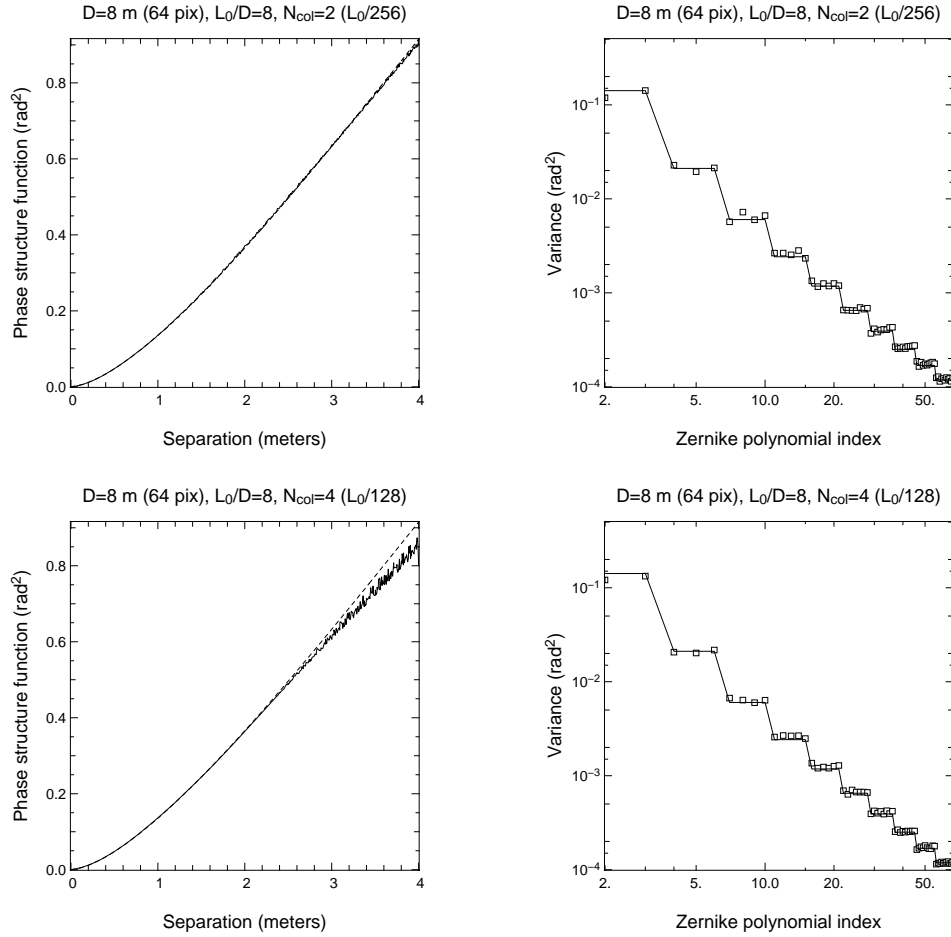 D=8 m (64 pix), L₀/D=8, N_col=2 (L₀/256)
Phase structure function (rad²)
0.8
0.6
0.4
0.2
0.0
0 1 2 3 4
Separation (meters)
D=8 m (64 pix), L₀/D=8, N_col=2 (L₀/256)
Variance (rad²)
10⁻¹
10⁻²
10⁻³
10⁻⁴
2. 5. 10.0 20. 50.
Zernike polynomial index
D=8 m (64 pix), L₀/D=8, N_col=4 (L₀/128)
Phase structure function (rad²)
0.8
0.6
0.4
0.2
0.0
0 1 2 3 4
Separation (meters)
D=8 m (64 pix), L₀/D=8, N_col=4 (L₀/128)
Variance (rad²)
10⁻¹
10⁻²
10⁻³
10⁻⁴
2. 5. 10.0 20. 50.
Zernike polynomial index